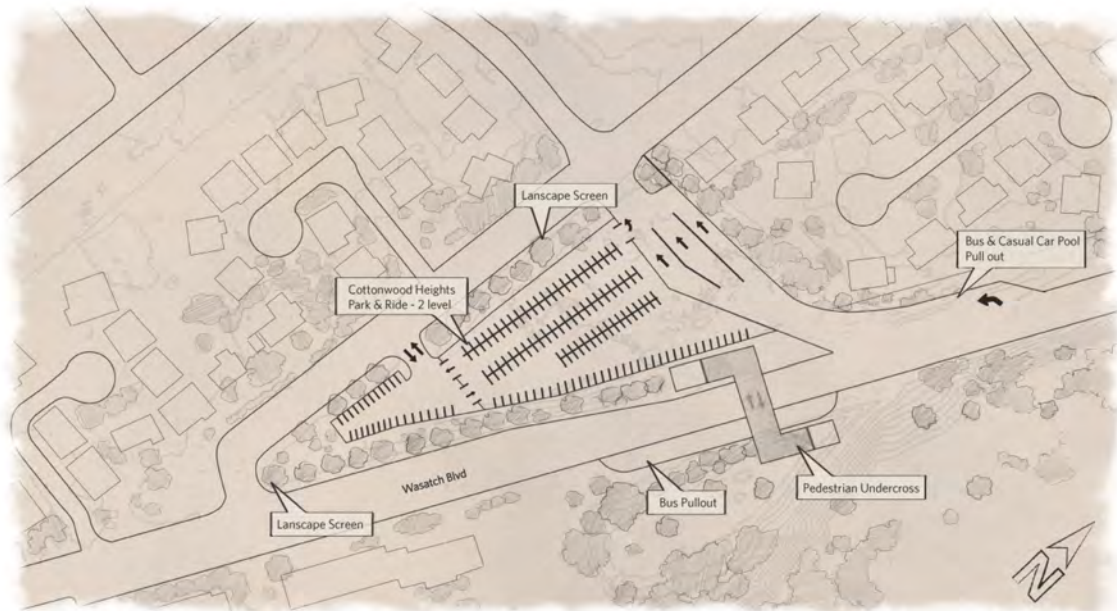 Lanscape Screen
Bus & Casual Car Pool
Pull out
Cottonwood Heights
Park & Ride - 2 level
Wasatch Blvd
Pedestrian Undercross
Bus Pullout
Lanscape Screen
N